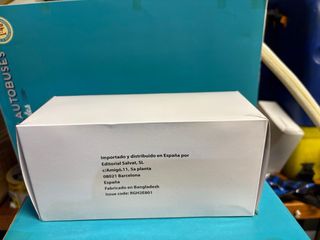 AUTOBUSES
Importado y distribuido en España por
Editorial Salvat, SL
c/Amigó,11, 5a planta
08021 Barcelona
España
Fabricado en Bangladesh
Issue code: RGH2EB01